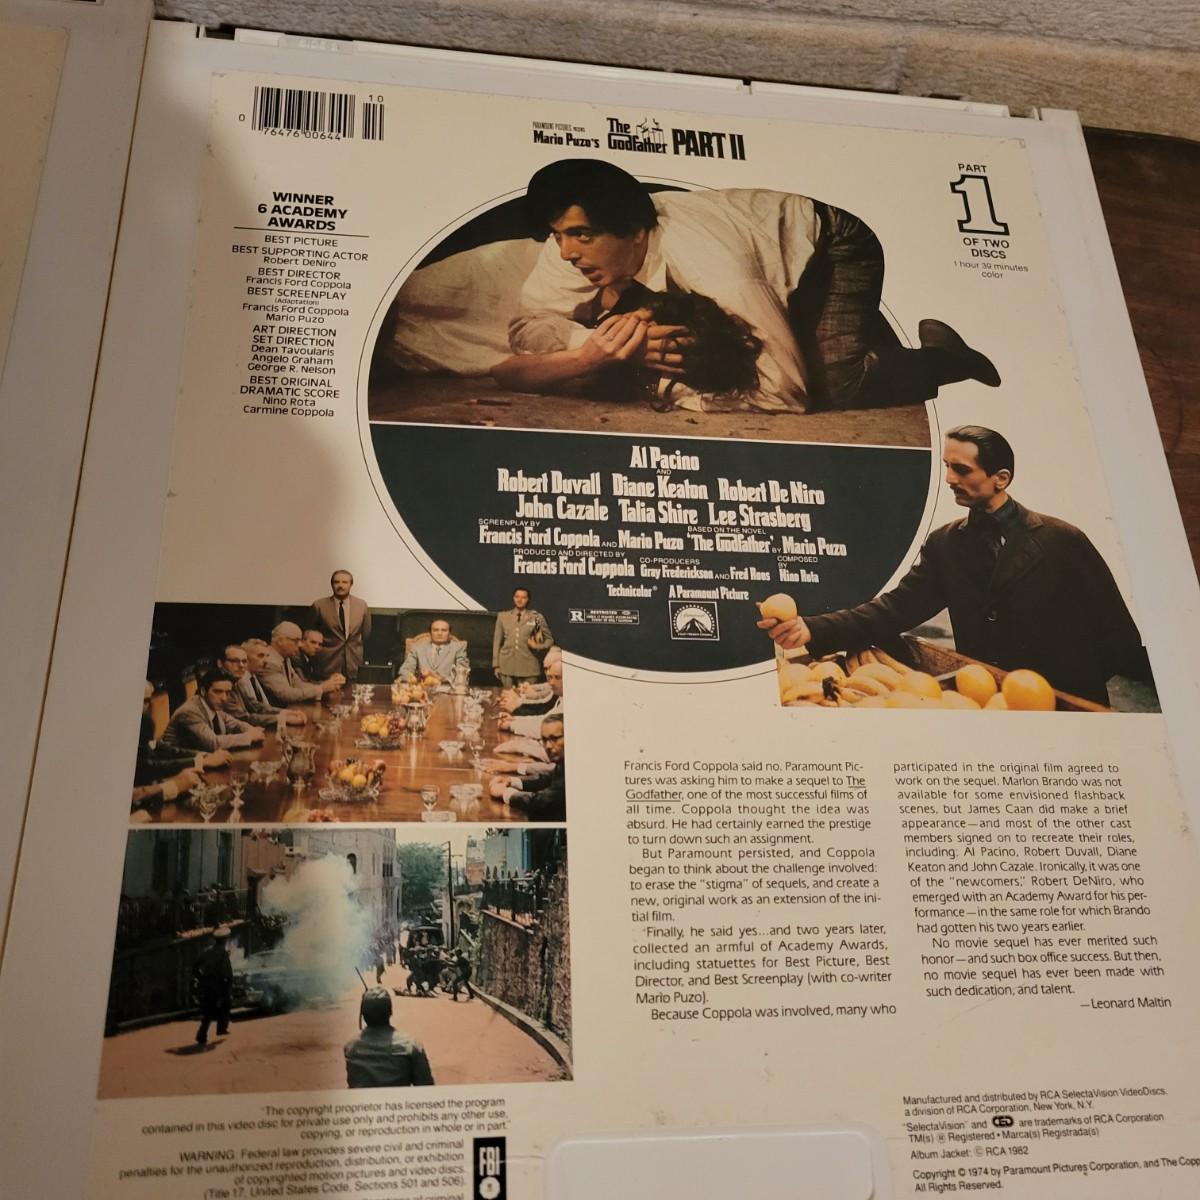 0 76476 00644 10
PARAMOUNT PICTURES PRESENTS
Mario Puzo's The Godfather PART II
PART
1
OF TWO
DISCS
1 hour 39 minutes
color
WINNER
6 ACADEMY
AWARDS
BEST PICTURE
BEST SUPPORTING ACTOR
Robert DeNiro
BEST DIRECTOR
Francis Ford Coppola
BEST SCREENPLAY
(Adaptation)
Francis Ford Coppola
Mario Puzo
ART DIRECTION
SET DIRECTION
Dean Tavoularis
Angelo Graham
George R. Nelson
BEST ORIGINAL
DRAMATIC SCORE
Nino Rota
Carmine Coppola
Al Pacino
AND
Robert Duvall Diane Keaton Robert De Niro
John Cazale Talia Shire Lee Strasberg
SCREENPLAY BY Francis Ford Coppola AND Mario Puzo BASED ON THE NOVEL 'The Godfather' BY Mario Puzo
PRODUCED AND DIRECTED BY Francis Ford Coppola CO-PRODUCERS Gray Frederickson AND Fred Roos COMPOSED BY Nino Rota
Technicolor® A Paramount Picture
R RESTRICTED
Paramount
Francis Ford Coppola said no. Paramount Pic-
tures was asking him to make a sequel to The
Godfather, one of the most successful films of
all time. Coppola thought the idea was
absurd. He had certainly earned the prestige
to turn down such an assignment.
But Paramount persisted, and Coppola
began to think about the challenge involved:
to erase the "stigma" of sequels, and create a
new, original work as an extension of the ini-
tial film.
Finally, he said yes...and two years later,
collected an armful of Academy Awards,
including statuettes for Best Picture, Best
Director, and Best Screenplay (with co-writer
Mario Puzo).
Because Coppola was involved, many who
participated in the original film agreed to
work on the sequel. Marlon Brando was not
available for some envisioned flashback
scenes, but James Caan did make a brief
appearance—and most of the other cast
members signed on to recreate their roles,
including: Al Pacino, Robert Duvall, Diane
Keaton and John Cazale. Ironically, it was one
of the "newcomers," Robert DeNiro, who
emerged with an Academy Award for his per-
formance—in the same role for which Brando
had gotten his two years earlier.
No movie sequel has ever merited such
honor—and such box office success. But then,
no movie sequel has ever been made with
such dedication, and talent.
—Leonard Maltin
"The copyright proprietor has licensed the program
contained in this video disc for private use only and prohibits any other use,
copying, or reproduction in whole or in part."
WARNING: Federal law provides severe civil and criminal
penalties for the unauthorized reproduction, distribution, or exhibition
of copyrighted motion pictures and video discs.
(Title 17, United States Code, Sections 501 and 506).
FBI
Manufactured and distributed by RCA SelectaVision VideoDiscs,
a division of RCA Corporation, New York, N.Y.
"SelectaVision" and CED are trademarks of RCA Corporation
TM(s) ® Registered • Marca(s) Registrada(s)
Album Jacket: © RCA 1982
Copyright © 1974 by Paramount Pictures Corporation, and The Copp
All Rights Reserved.